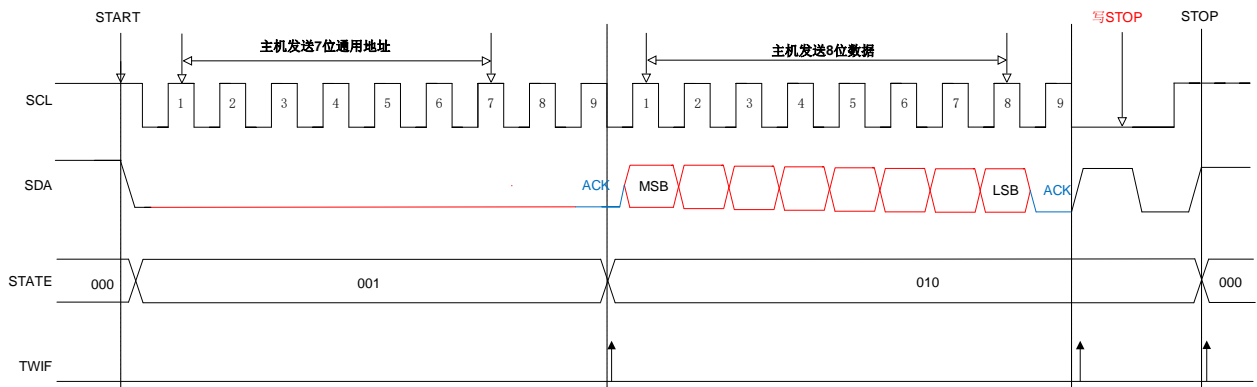 START 写STOP STOP
主机发送7位通用地址 主机发送8位数据
SCL 1 2 3 4 5 6 7 8 9 1 2 3 4 5 6 7 8 9
SDA ACK MSB LSB ACK
STATE 000 001 010 000
TWIF